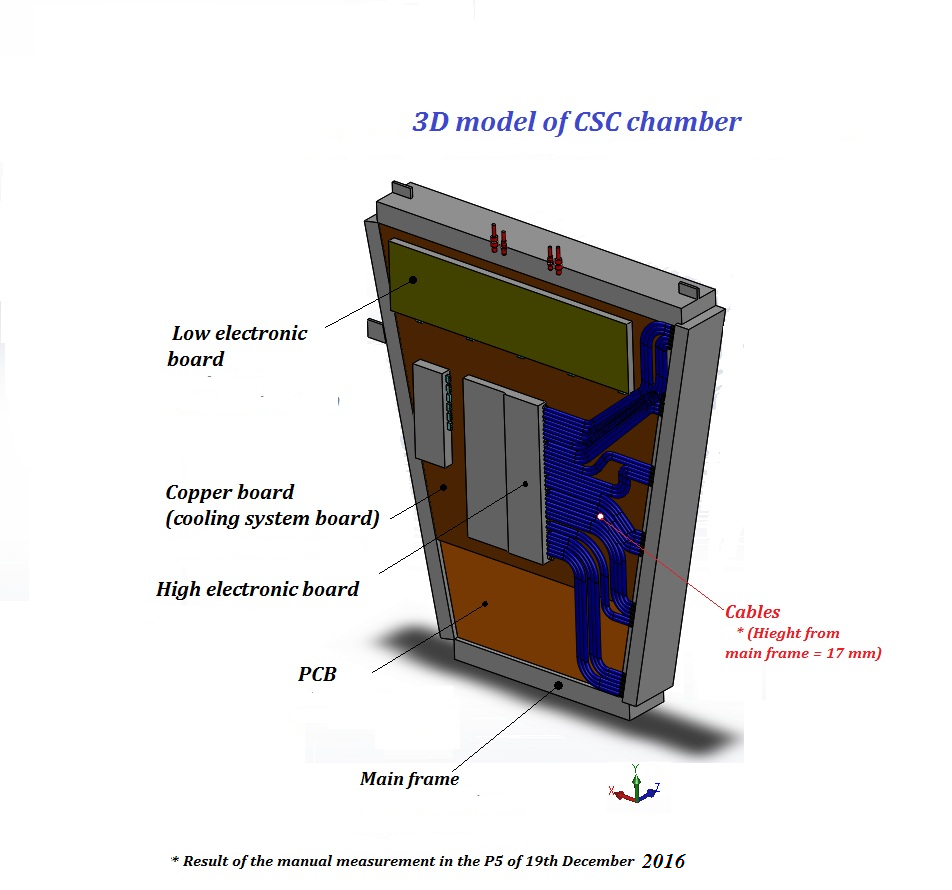 3D model of CSC chamber
Low electronic
board
Copper board
(cooling system board)
High electronic board
Cables
* (Hieght from
main frame = 17 mm)
PCB
Main frame
Y
X
Z
* Result of the manual measurement in the P5 of 19th December 2016